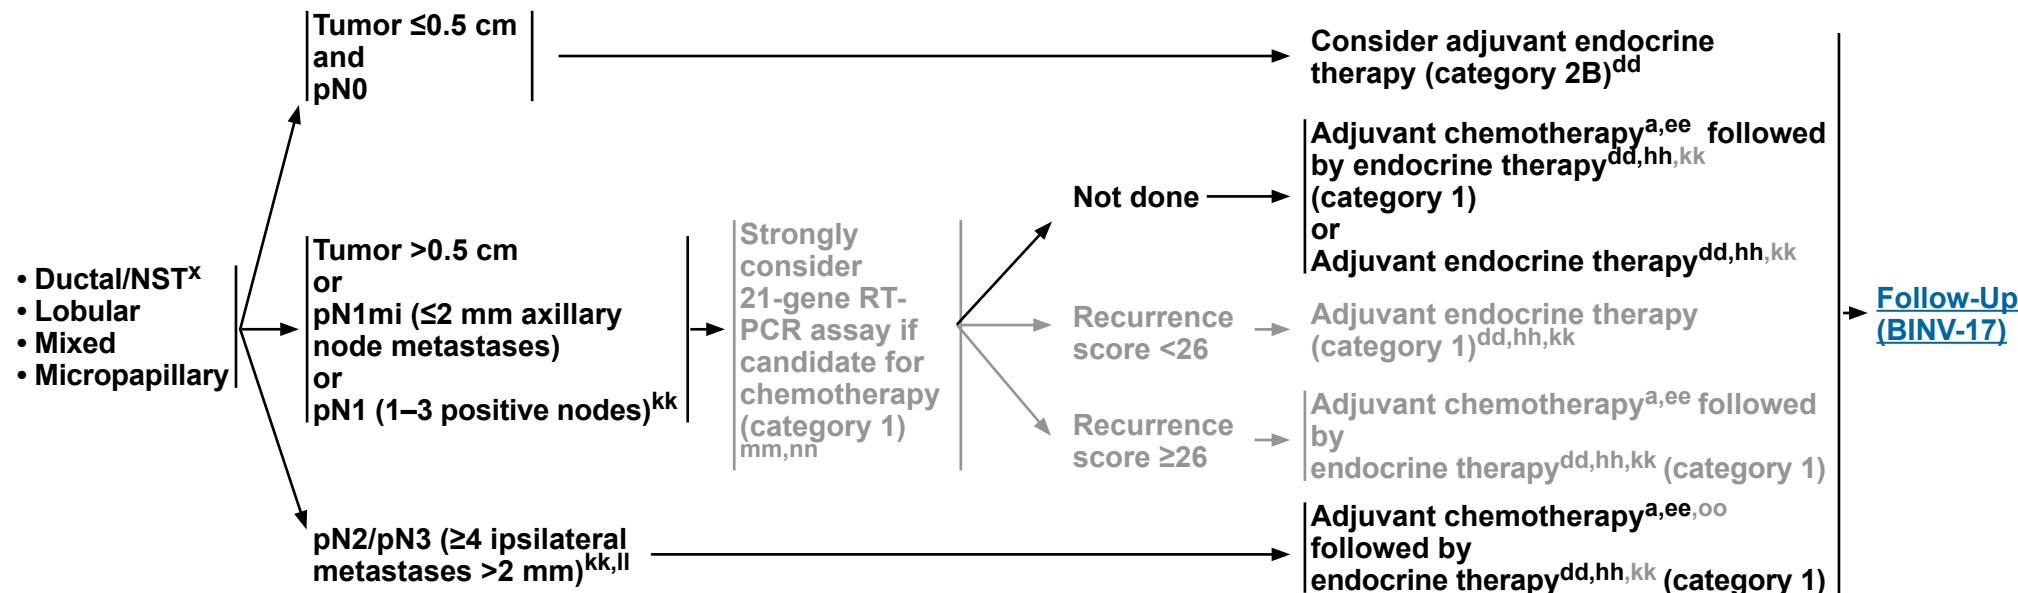 • Ductal/NSTx
• Lobular
• Mixed
• Micropapillary
Tumor ≤0.5 cm
and
pN0
Tumor >0.5 cm
or
pN1mi (≤2 mm axillary
node metastases)
or
pN1 (1–3 positive nodes)kk
pN2/pN3 (≥4 ipsilateral
metastases >2 mm)kk,ll
Strongly
consider
21-gene RT-
PCR assay if
candidate for
chemotherapy
(category 1)
mm,nn
Not done
Recurrence
score <26
Recurrence
score ≥26
Consider adjuvant endocrine
therapy (category 2B)dd
Adjuvant chemotherapya,ee followed
by endocrine therapydd,hh,kk
(category 1)
or
Adjuvant endocrine therapydd,hh,kk
Adjuvant endocrine therapy
(category 1)dd,hh,kk
Adjuvant chemotherapya,ee followed
by
endocrine therapydd,hh,kk (category 1)
Adjuvant chemotherapya,ee,oo
followed by
endocrine therapydd,hh,kk (category 1)
Follow-Up
(BINV-17)